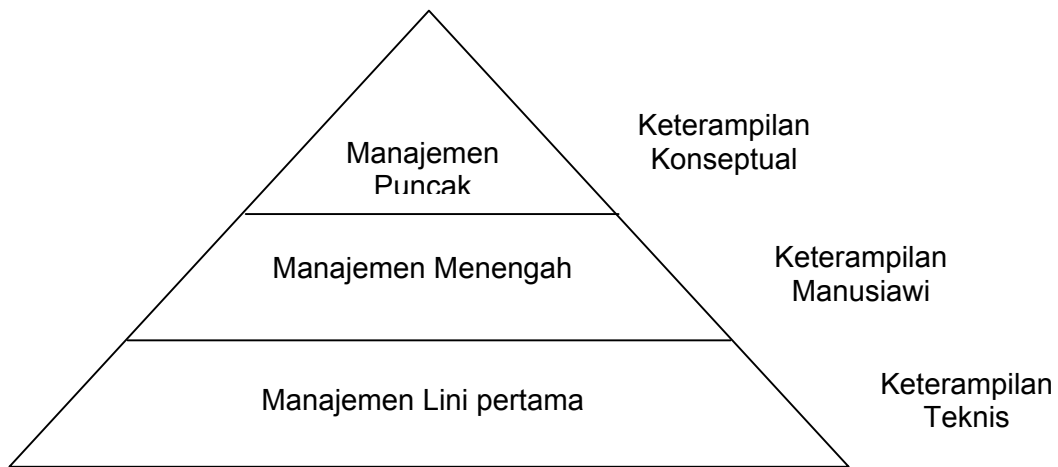 Manajemen
Puncak
Keterampilan
Konseptual
Manajemen Menengah
Keterampilan
Manusiawi
Manajemen Lini pertama
Keterampilan
Teknis